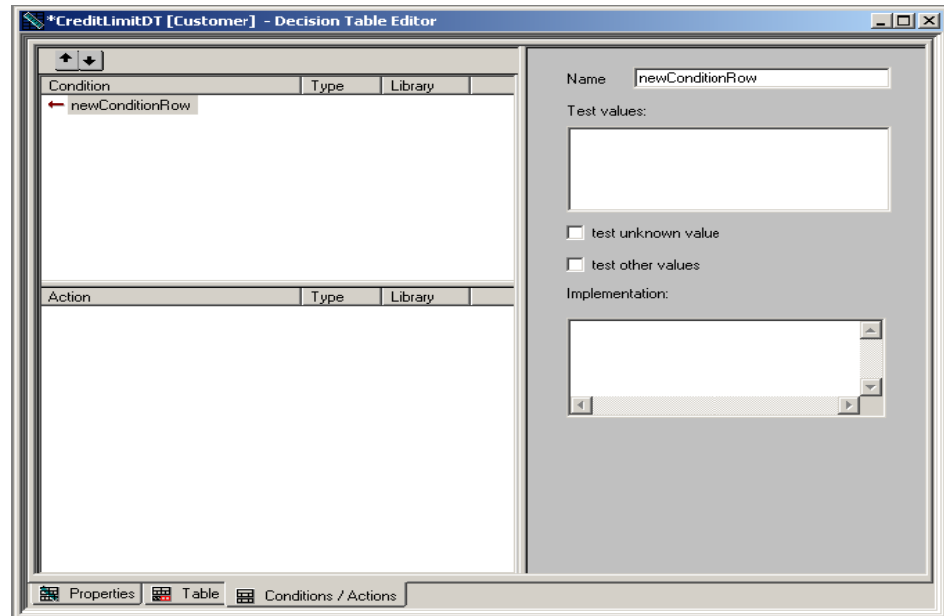 *CreditLimitDT [Customer] - Decision Table Editor
Condition Type Library
newConditionRow
Action Type Library
Name newConditionRow
Test values:
test unknown value
test other values
Implementation:
Properties Table Conditions / Actions